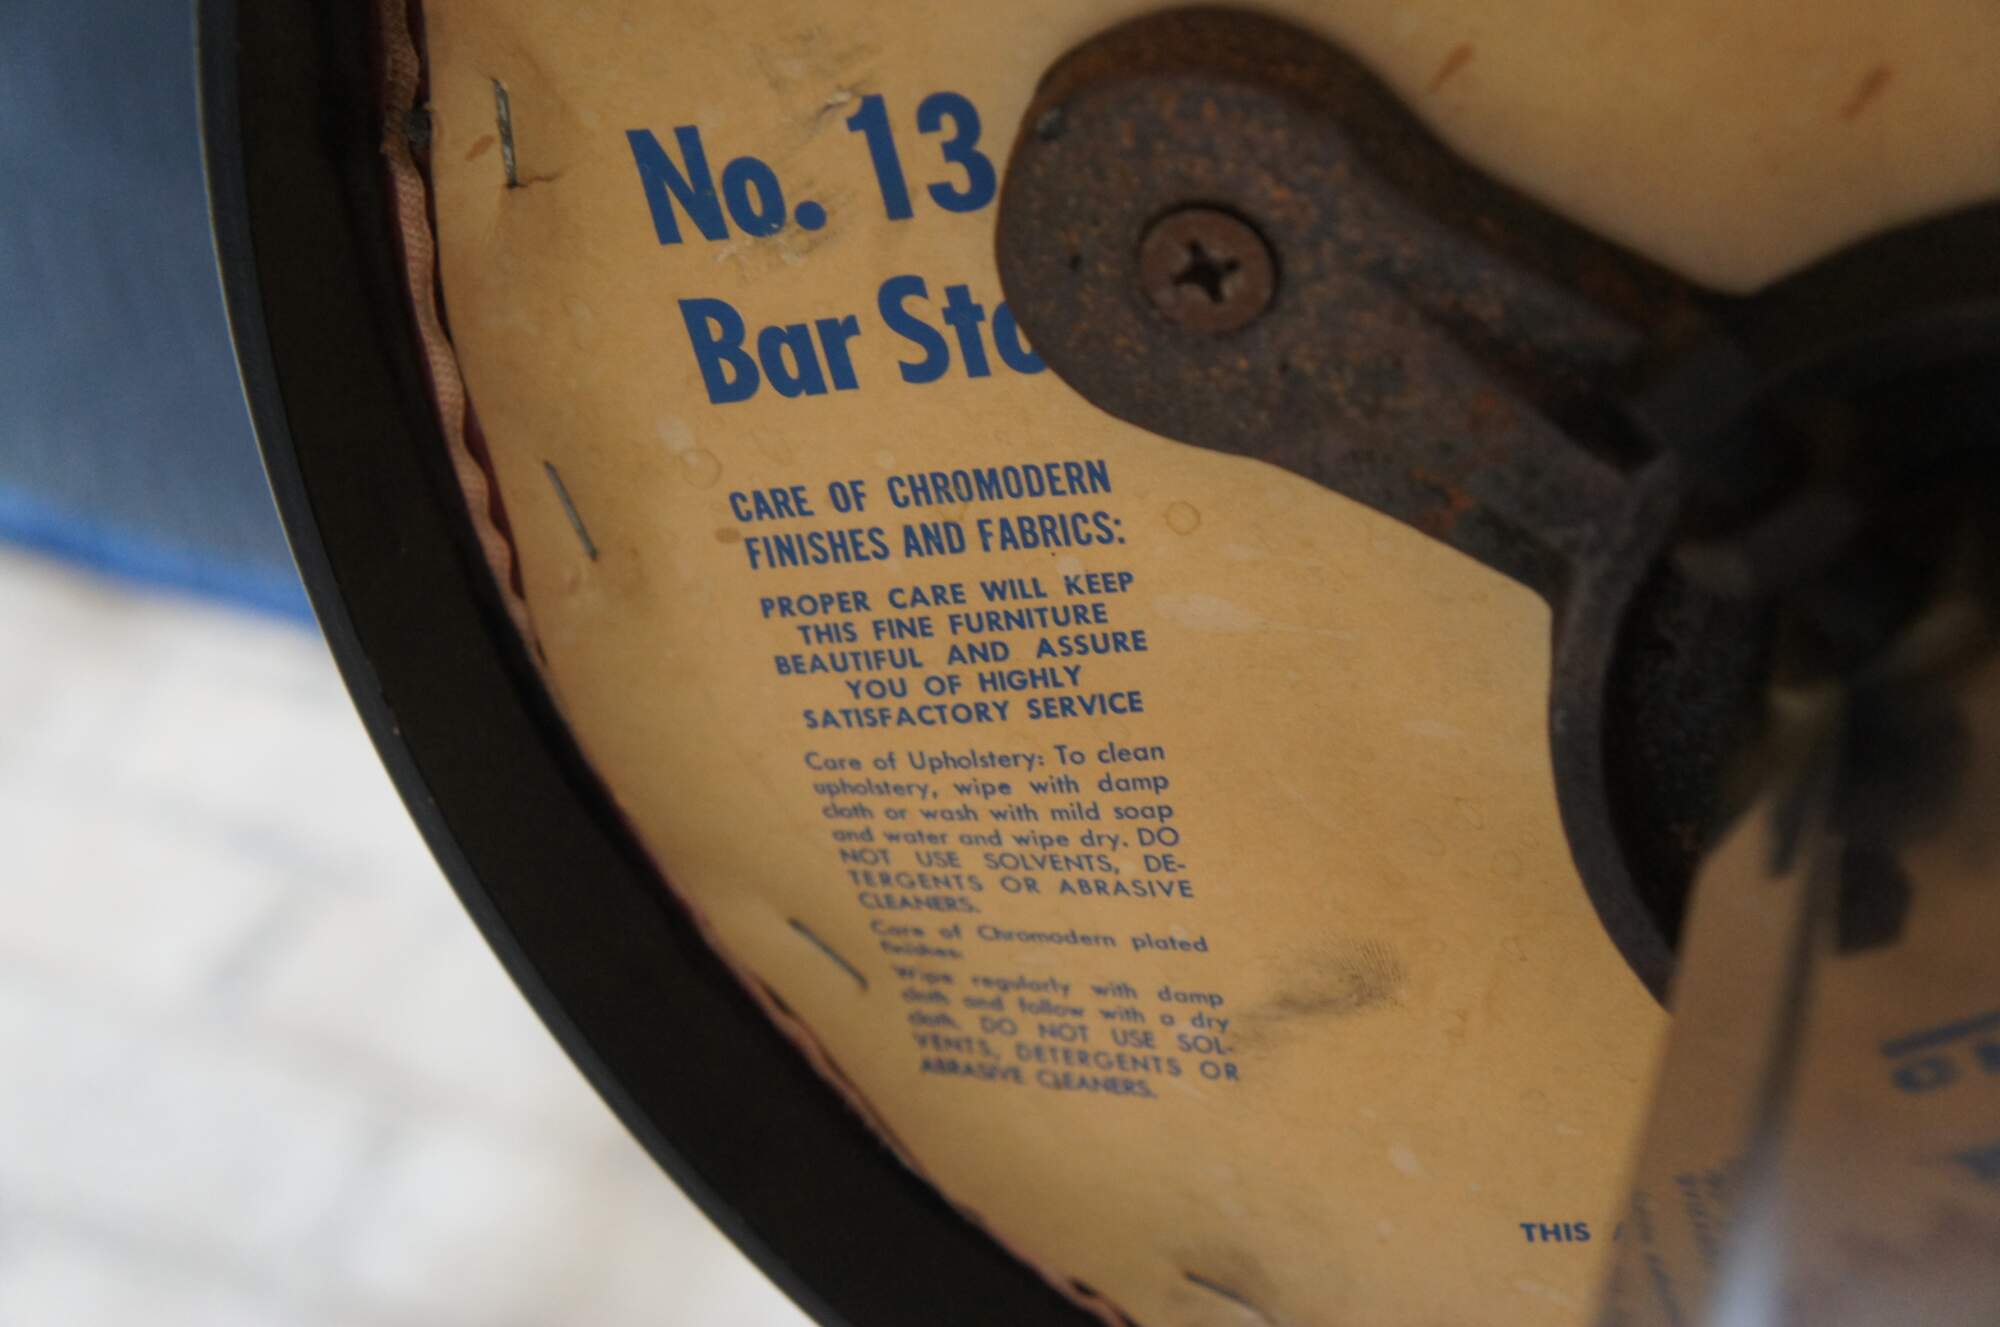 No. 13
Bar Sto
CARE OF CHROMODERN
FINISHES AND FABRICS:
PROPER CARE WILL KEEP
THIS FINE FURNITURE
BEAUTIFUL AND ASSURE
YOU OF HIGHLY
SATISFACTORY SERVICE
Care of Upholstery: To clean
upholstery, wipe with damp
cloth or wash with mild soap
and water and wipe dry. DO
NOT USE SOLVENTS, DE-
TERGENTS OR ABRASIVE
CLEANERS.
Care of Chromodern plated
finishes:
Wipe regularly with damp
cloth and follow with a dry
cloth. DO NOT USE SOL-
VENTS, DETERGENTS OR
ABRASIVE CLEANERS.
THIS